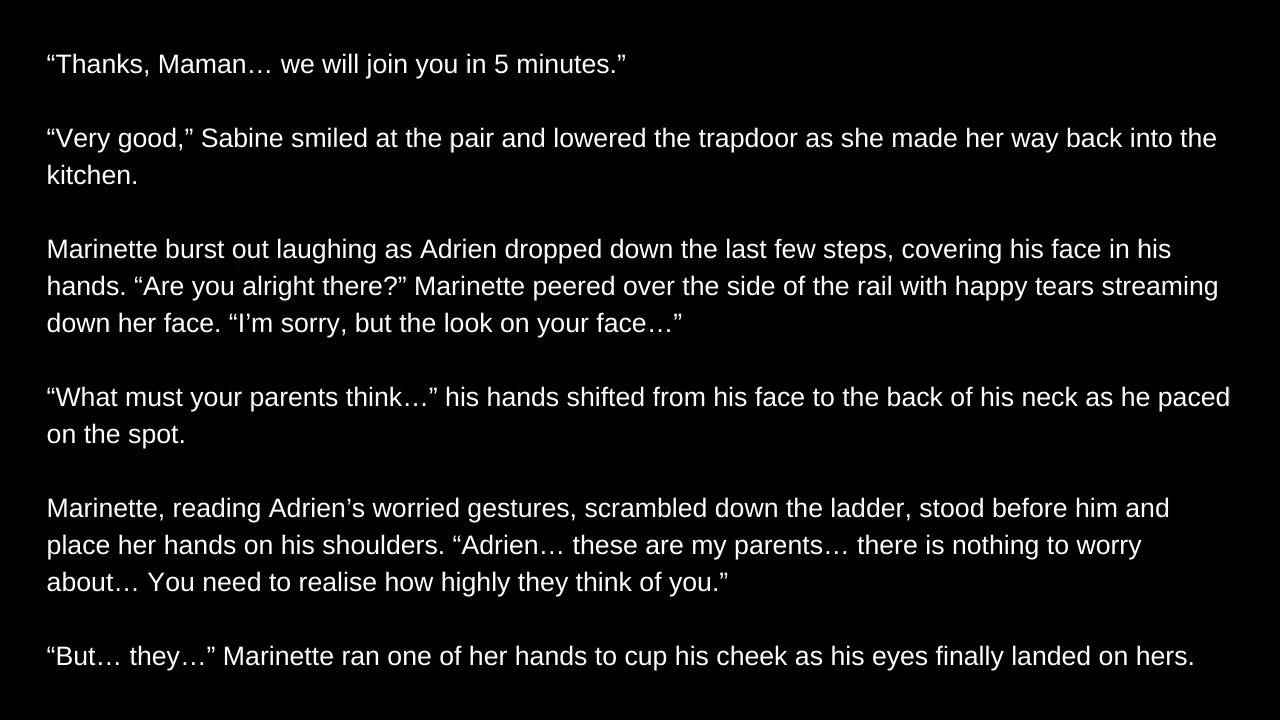 “Thanks, Maman… we will join you in 5 minutes.”
“Very good,” Sabine smiled at the pair and lowered the trapdoor as she made her way back into the
kitchen.
Marinette burst out laughing as Adrien dropped down the last few steps, covering his face in his
hands. “Are you alright there?” Marinette peered over the side of the rail with happy tears streaming
down her face. “I’m sorry, but the look on your face…”
“What must your parents think…” his hands shifted from his face to the back of his neck as he paced
on the spot.
Marinette, reading Adrien’s worried gestures, scrambled down the ladder, stood before him and
place her hands on his shoulders. “Adrien… these are my parents… there is nothing to worry
about… You need to realise how highly they think of you.”
“But… they…” Marinette ran one of her hands to cup his cheek as his eyes finally landed on hers.